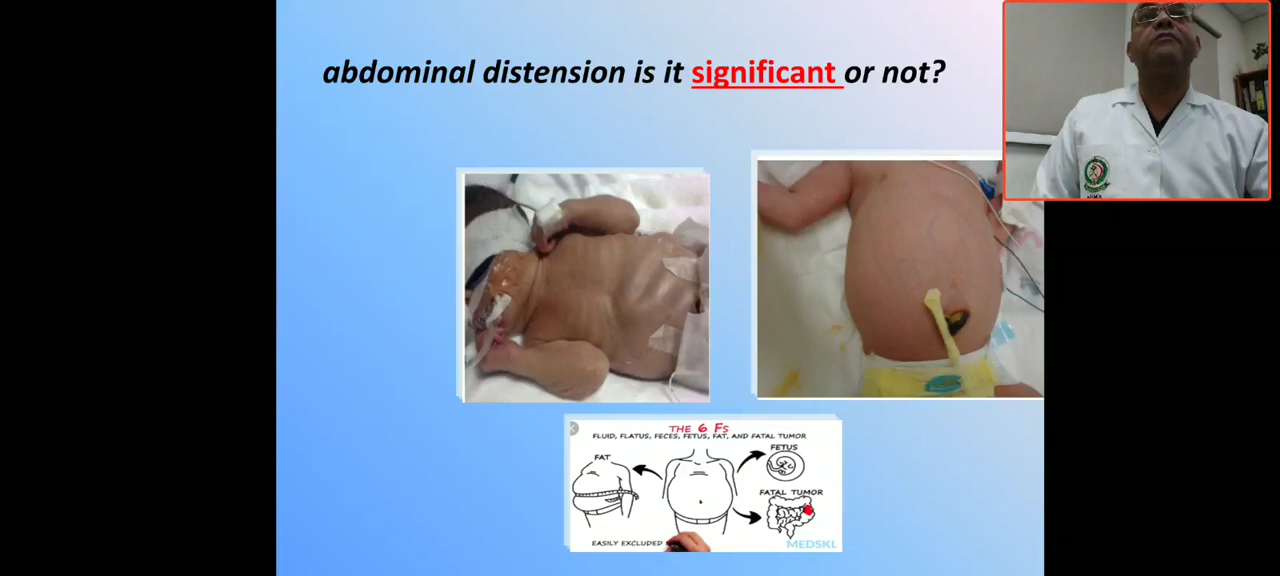 abdominal distension is it significant or not?
THE 6 Fs
FLUID, FLATUS, FECES, FETUS, FAT, AND FATAL TUMOR
FAT
FETUS
FATAL TUMOR
EASILY EXCLUDED
MEDSKL